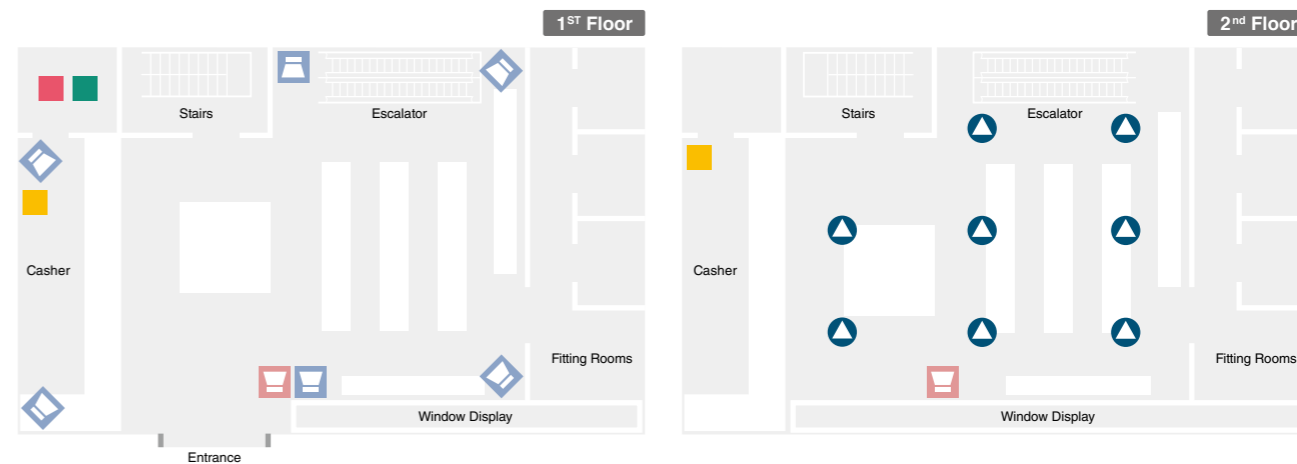 1ST Floor
Stairs
Escalator
Casher
Fitting Rooms
Window Display
Entrance
2nd Floor
Stairs
Escalator
Casher
Fitting Rooms
Window Display